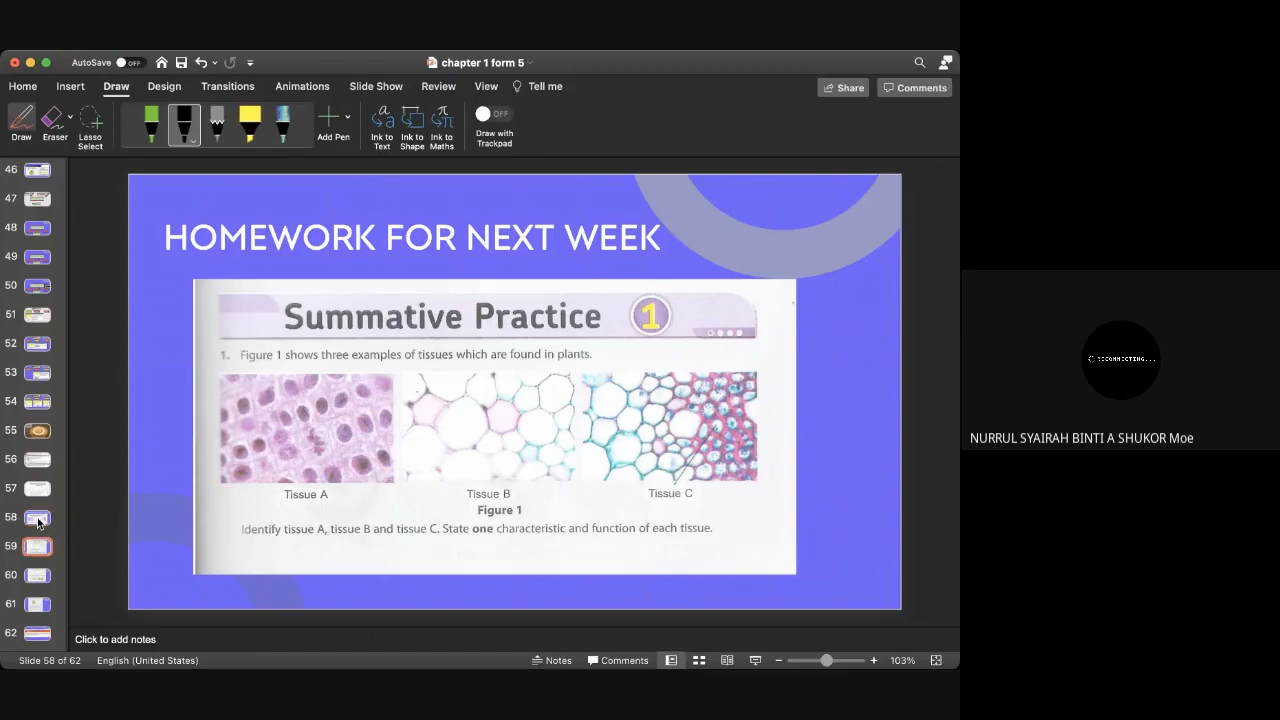 AutoSave OFF
chapter 1 form 5
Home Insert Draw Design Transitions Animations Slide Show Review View Tell me
Share Comments
Draw
Eraser
Lasso Select
Add Pen
Ink to Text
Ink to Shape
Ink to Maths
OFF
Draw with Trackpad
46
47
48
49
50
51
52
53
54
55
56
57
58
59
60
61
62
HOMEWORK FOR NEXT WEEK
Summative Practice 1
1. Figure 1 shows three examples of tissues which are found in plants.
Tissue A Tissue B Tissue C
Figure 1
Identify tissue A, tissue B and tissue C. State one characteristic and function of each tissue.
Click to add notes
Slide 58 of 62 English (United States) Notes Comments 103%
RECONNECTING...
NURRUL SYAIRAH BINTI A SHUKOR Moe